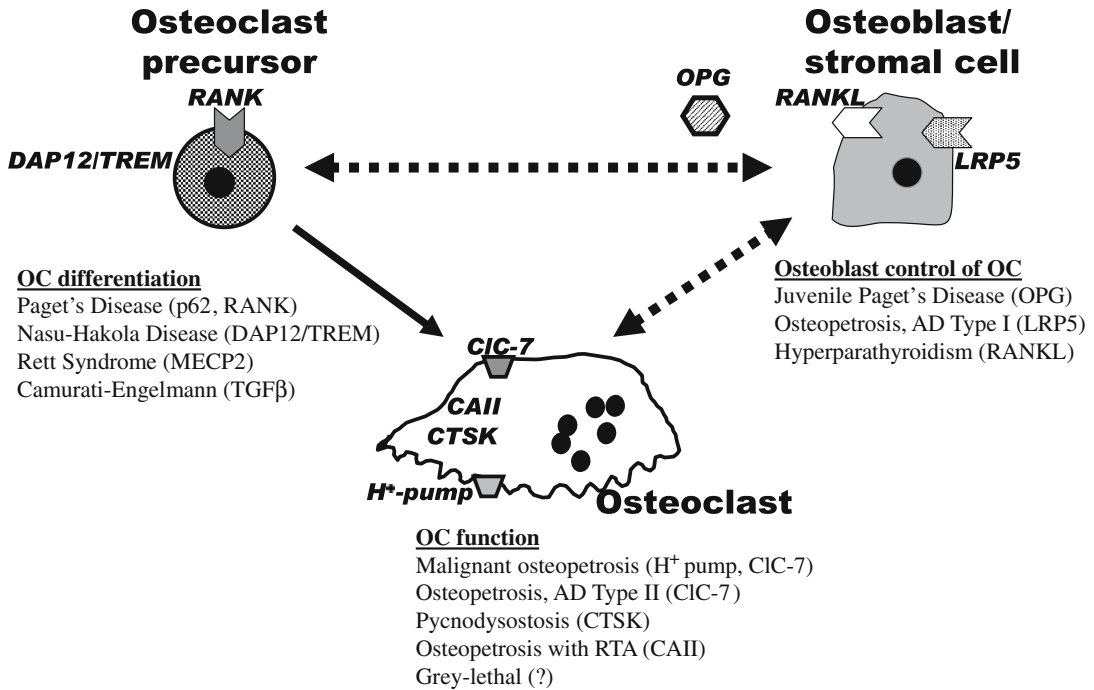 Osteoclast
precursor
RANK
DAP12/TREM
OPG
Osteoblast/
stromal cell
RANKL
LRP5
OC differentiation
Paget's Disease (p62, RANK)
Nasu-Hakola Disease (DAP12/TREM)
Rett Syndrome (MECP2)
Camurati-Engelmann (TGFβ)
Osteoblast control of OC
Juvenile Paget's Disease (OPG)
Osteopetrosis, AD Type I (LRP5)
Hyperparathyroidism (RANKL)
ClC-7
CAII
CTSK
H⁺-pump
Osteoclast
OC function
Malignant osteopetrosis (H⁺ pump, ClC-7)
Osteopetrosis, AD Type II (ClC-7)
Pycnodysostosis (CTSK)
Osteopetrosis with RTA (CAII)
Grey-lethal (?)